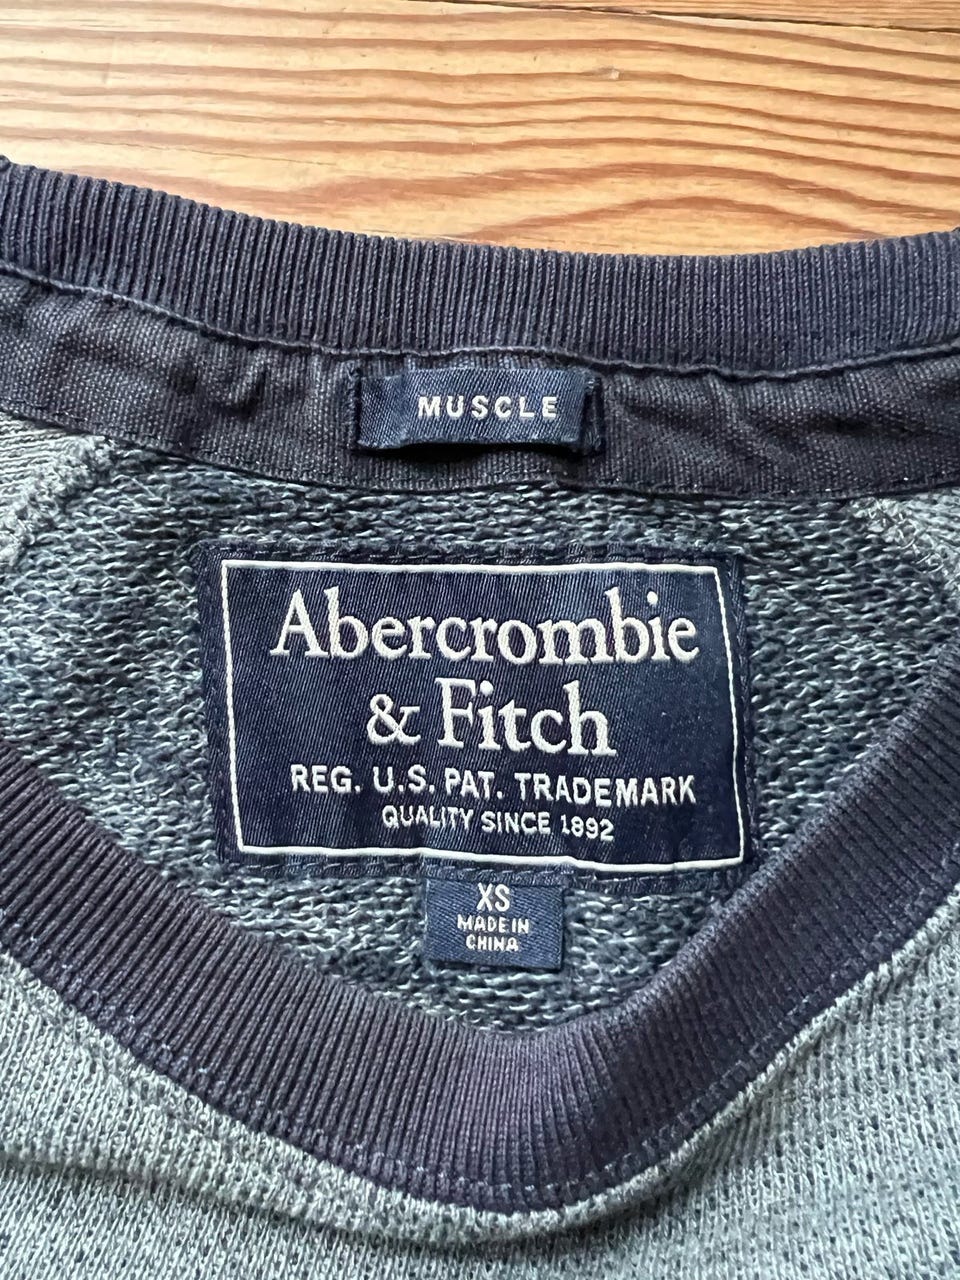 MUSCLE
Abercrombie
& Fitch
REG. U.S. PAT. TRADEMARK
QUALITY SINCE 1892
XS
MADE IN
CHINA